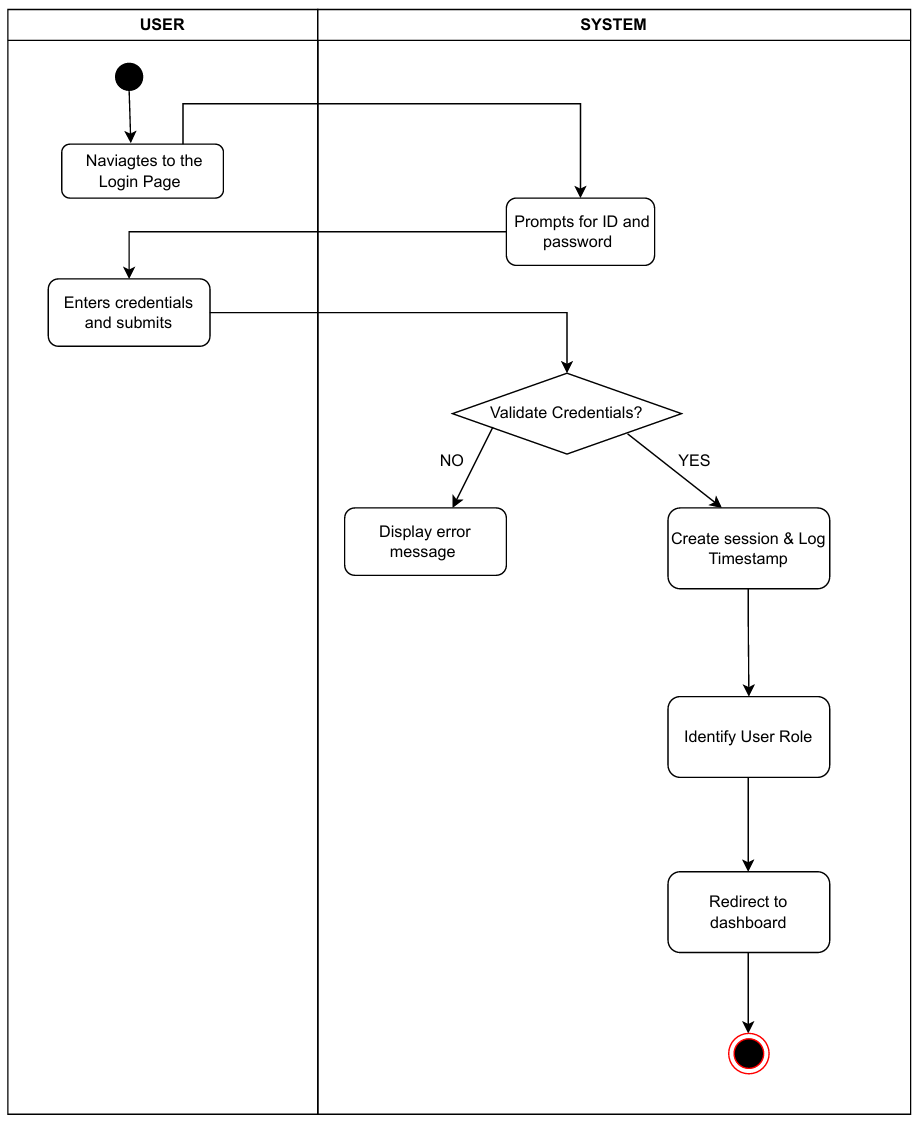 USER
SYSTEM
Naviagtes to the
Login Page
Prompts for ID and
password
Enters credentials
and submits
Validate Credentials?
NO
YES
Display error
message
Create session & Log
Timestamp
Identify User Role
Redirect to
dashboard